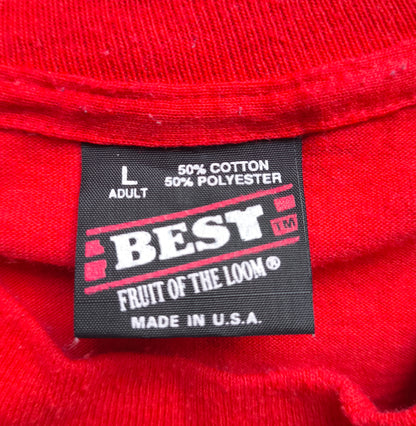 L
ADULT
50% COTTON
50% POLYESTER
BEST
TM
FRUIT OF THE LOOM®
MADE IN U.S.A.